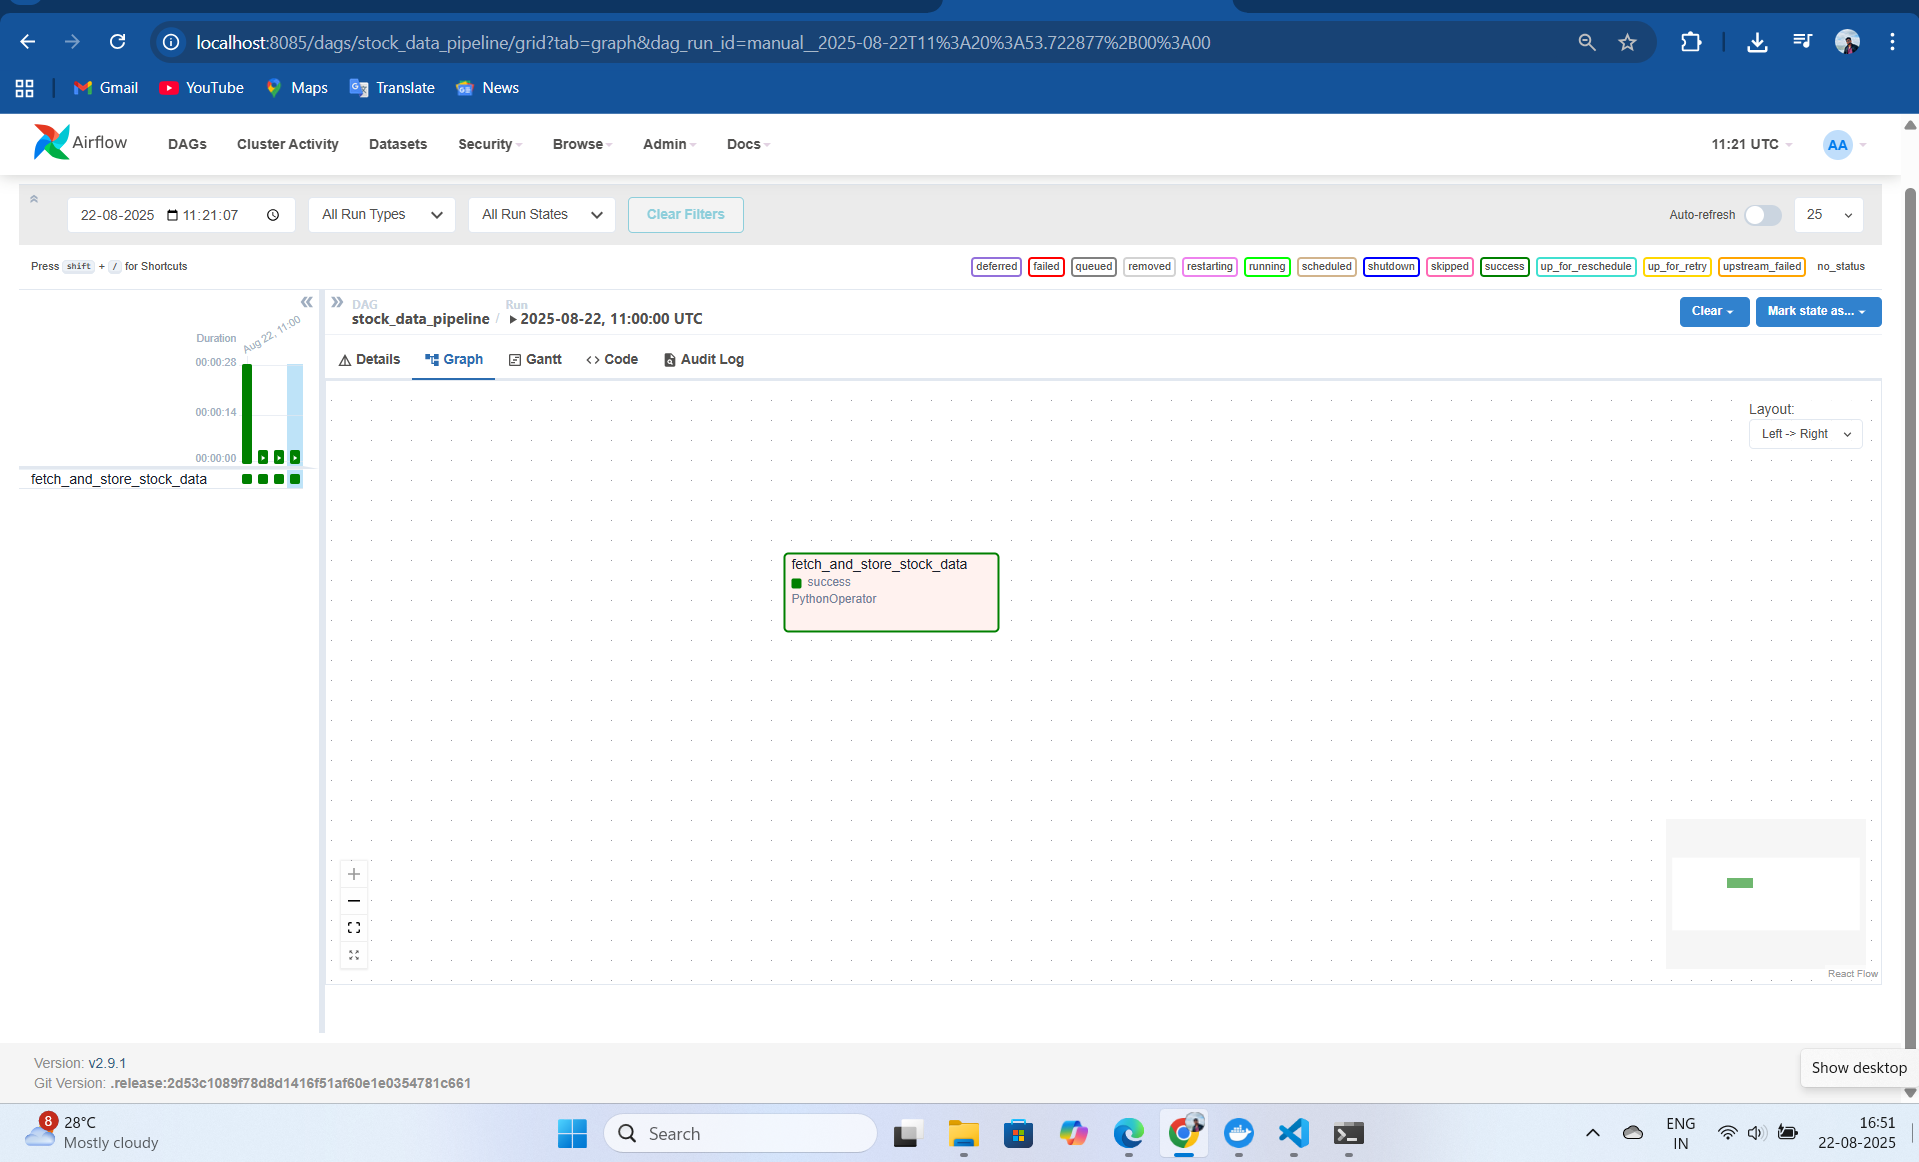 localhost:8085/dags/stock_data_pipeline/grid?tab=graph&dag_run_id=manual__2025-08-22T11%3A20%3A53.722877%2B00%3A00
Gmail YouTube Maps Translate News
Airflow DAGs Cluster Activity Datasets Security Browse Admin Docs 11:21 UTC AA
22-08-2025 11:21:07 All Run Types All Run States Clear Filters Auto-refresh 25
Press shift + / for Shortcuts deferred failed queued removed restarting running scheduled shutdown skipped success up_for_reschedule up_for_retry upstream_failed no_status
DAG Run
stock_data_pipeline / 2025-08-22, 11:00:00 UTC Clear Mark state as...
Aug 22, 11:00
Duration
00:00:28
00:00:14
00:00:00
fetch_and_store_stock_data
Details Graph Gantt Code Audit Log
Layout:
Left -> Right
fetch_and_store_stock_data
success
PythonOperator
React Flow
Version: v2.9.1
Git Version: .release:2d53c1089f78d8d1416f51af60e1e0354781c661
Show desktop
8
28°C
Mostly cloudy
Search
ENG
IN
16:51
22-08-2025